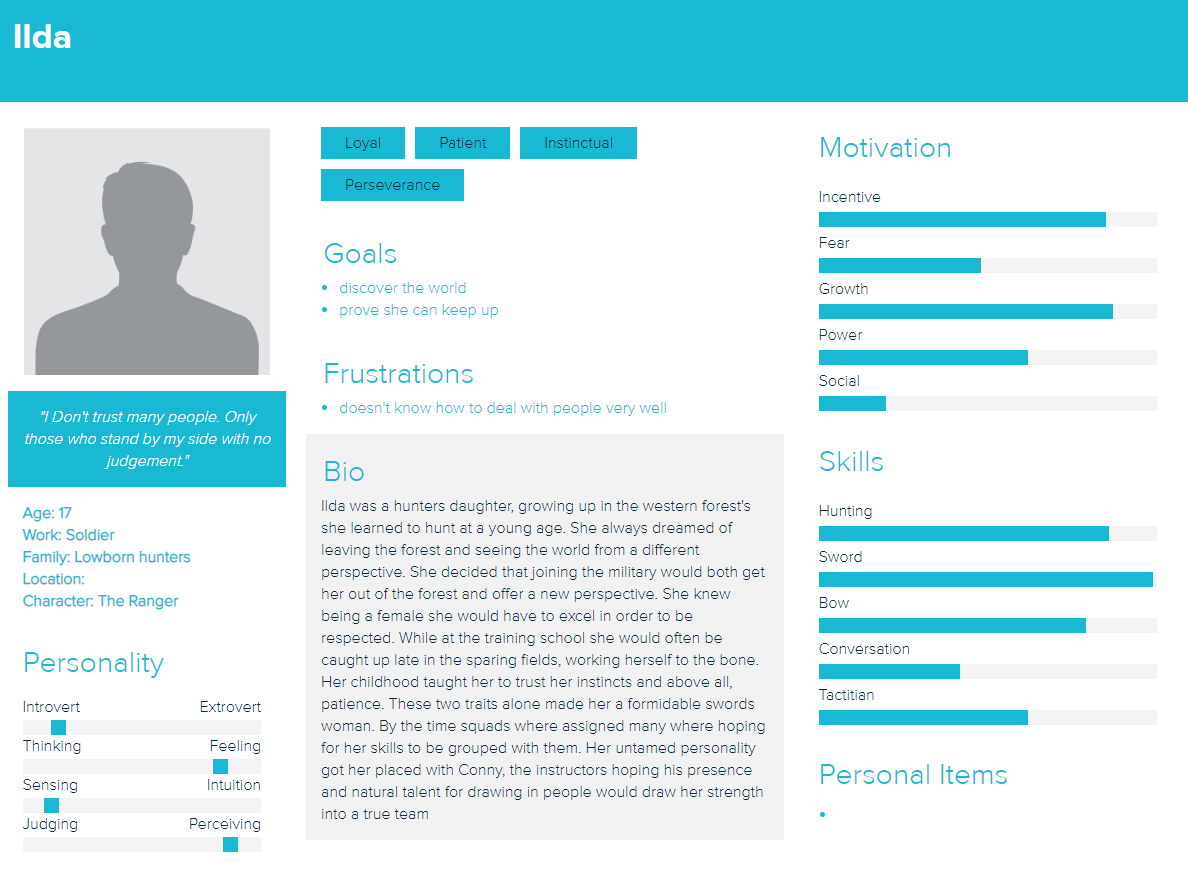 Ilda
"I Don't trust many people. Only
those who stand by my side with no
judgement."
Age: 17
Work: Soldier
Family: Lowborn hunters
Location:
Character: The Ranger
Personality
Introvert Extrovert
Thinking Feeling
Sensing Intuition
Judging Perceiving
Loyal Patient Instinctual
Perseverance
Goals
discover the world
prove she can keep up
Frustrations
doesn't know how to deal with people very well
Bio
Ilda was a hunters daughter, growing up in the western forest's
she learned to hunt at a young age. She always dreamed of
leaving the forest and seeing the world from a different
perspective. She decided that joining the military would both get
her out of the forest and offer a new perspective. She knew
being a female she would have to excel in order to be
respected. While at the training school she would often be
caught up late in the sparing fields, working herself to the bone.
Her childhood taught her to trust her instincts and above all,
patience. These two traits alone made her a formidable swords
woman. By the time squads where assigned many where hoping
for her skills to be grouped with them. Her untamed personality
got her placed with Conny, the instructors hoping his presence
and natural talent for drawing in people would draw her strength
into a true team
Motivation
Incentive
Fear
Growth
Power
Social
Skills
Hunting
Sword
Bow
Conversation
Tactitian
Personal Items